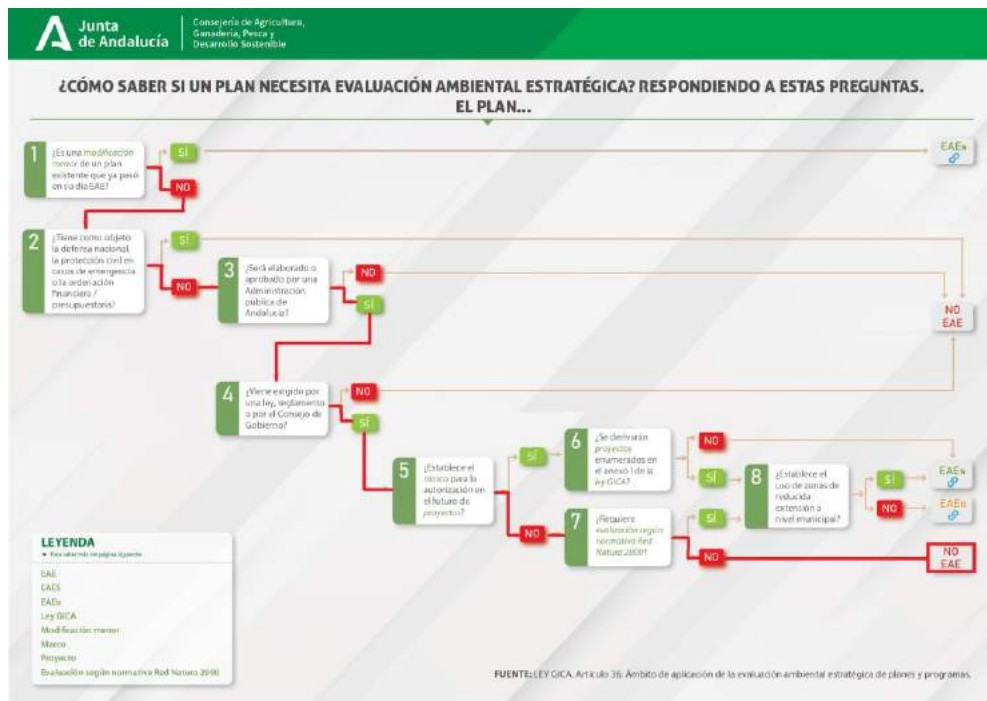 Junta
de Andalucía
Consejería de Agricultura,
Ganadería, Pesca y
Desarrollo Sostenible
¿CÓMO SABER SI UN PLAN NECESITA EVALUACIÓN AMBIENTAL ESTRATÉGICA? RESPONDIENDO A ESTAS PREGUNTAS.
EL PLAN...
1
¿Es una modificación
menor de un plan
existente que ya pasó
en su día EAE?
SÍ
NO
EAEs
2
¿Tiene como objeto
la defensa nacional,
la protección civil en
casos de emergencia
o la ordenación
financiera /
presupuestaria?
SÍ
NO
3
¿Será elaborado o
aprobado por una
Administración
pública de
Andalucía?
NO
SÍ
NO
EAE
4
¿Viene exigido por
una ley, reglamento
o por el Consejo de
Gobierno?
NO
SÍ
5
¿Establece el
marco para la
autorización en
el futuro de
proyectos?
SÍ
NO
6
¿Se derivarán
proyectos
enumerados en
el anexo I de la
ley GICA?
NO
SÍ
7
¿Requiere
evaluación según
normativa Red
Natura 2000?
SÍ
NO
8
¿Establece el
uso de zonas de
reducida
extensión a
nivel municipal?
SÍ
NO
EAEs
EAEo
NO
EAE
LEYENDA
Para saber más ver página siguiente
EAE
EAES
EAEo
Ley GICA
Modificación menor
Marco
Proyecto
Evaluación según normativa Red Natura 2000
FUENTE: LEY GICA. Artículo 36: Ámbito de aplicación de la evaluación ambiental estratégica de planes y programas.